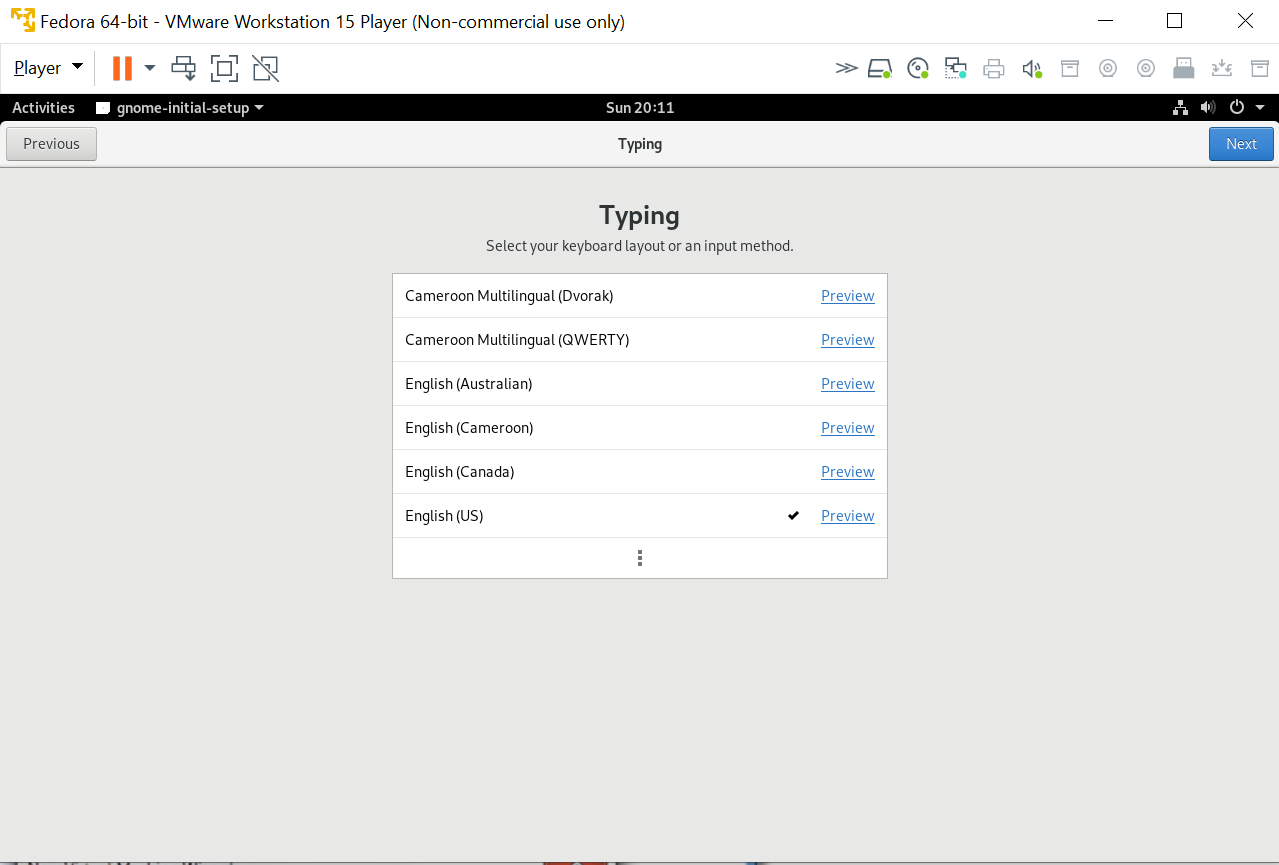 Fedora 64-bit - VMware Workstation 15 Player (Non-commercial use only)
Player
Activities gnome-initial-setup Sun 20:11
Previous Typing Next
Typing
Select your keyboard layout or an input method.
Cameroon Multilingual (Dvorak) Preview
Cameroon Multilingual (QWERTY) Preview
English (Australian) Preview
English (Cameroon) Preview
English (Canada) Preview
English (US) Preview